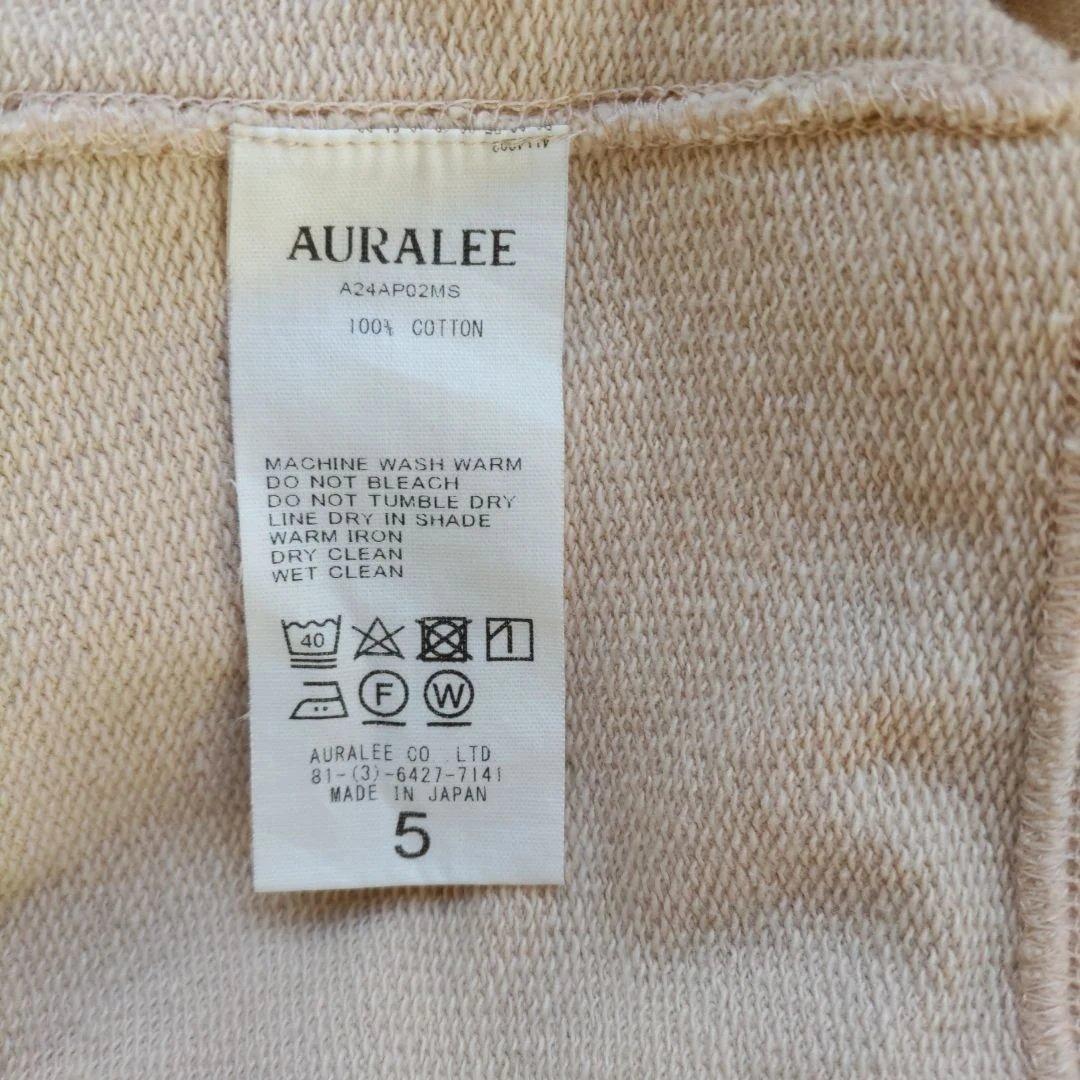 AURALEE
A24AP02MS
100% COTTON
MACHINE WASH WARM
DO NOT BLEACH
DO NOT TUMBLE DRY
LINE DRY IN SHADE
WARM IRON
DRY CLEAN
WET CLEAN
40
F W
AURALEE CO .LTD
81-(3)-6427-7141
MADE IN JAPAN
5